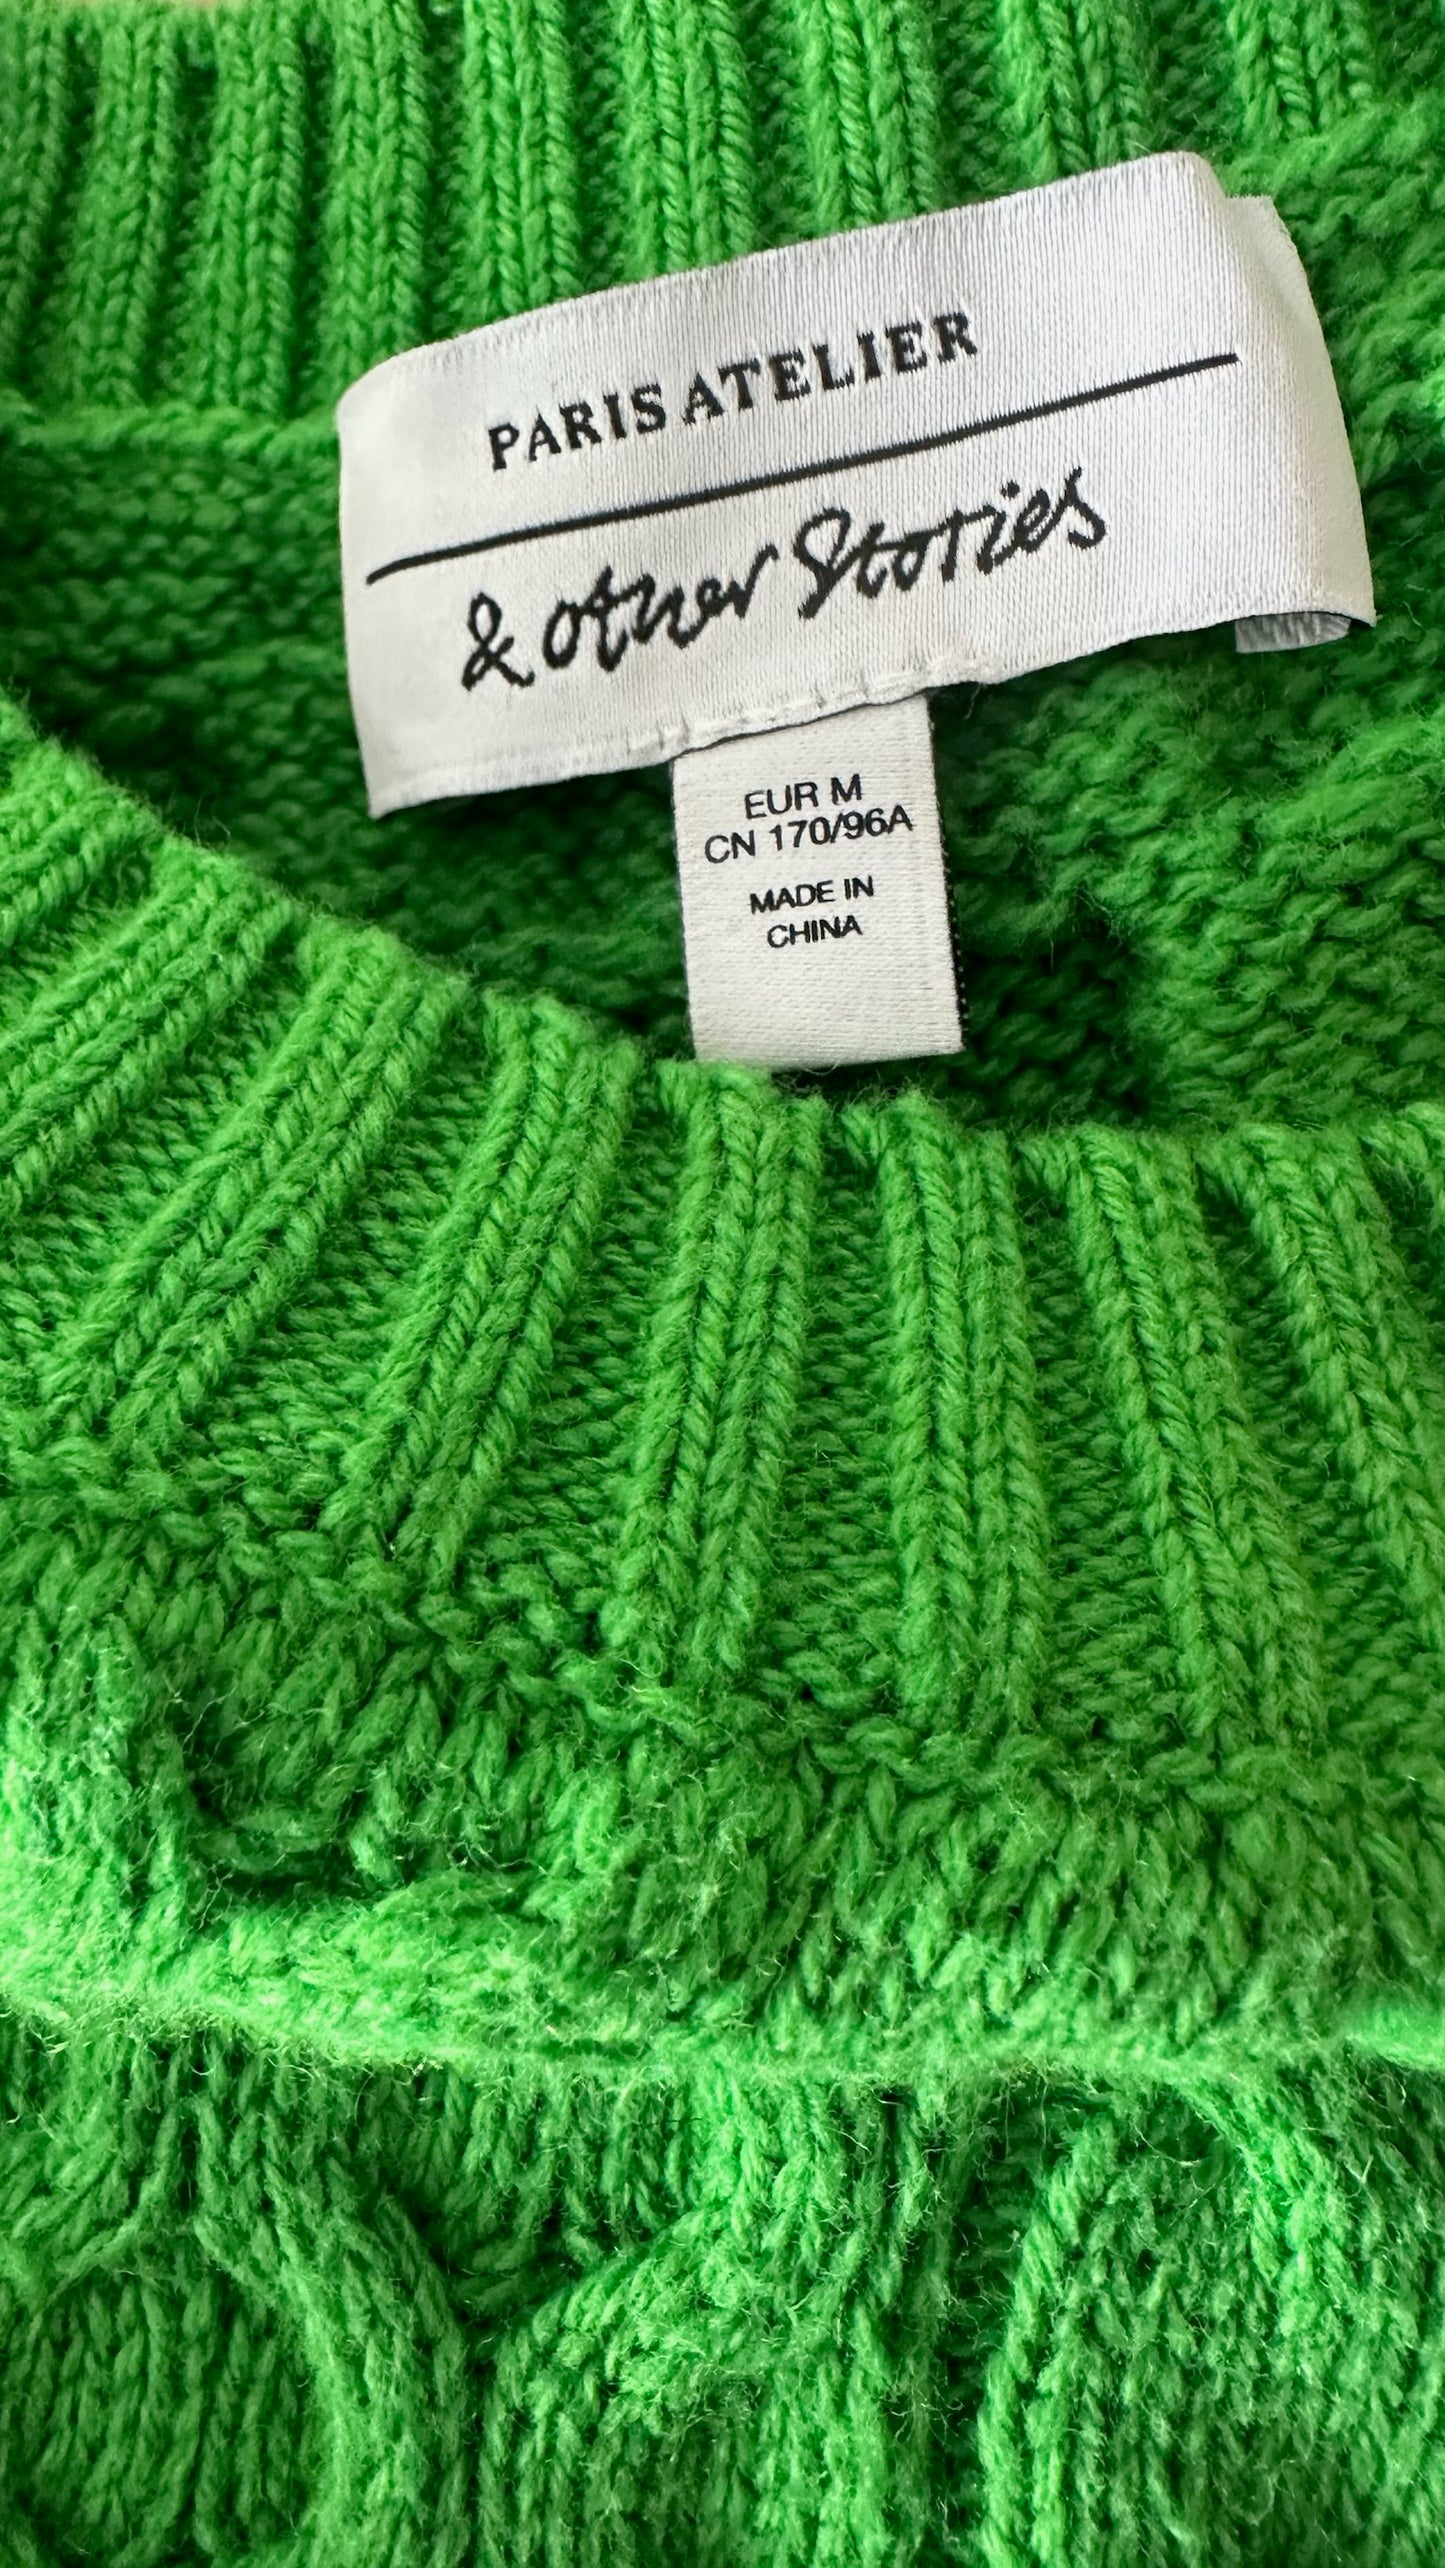 PARIS ATELIER
& other Stories
EUR M
CN 170/96A
MADE IN
CHINA